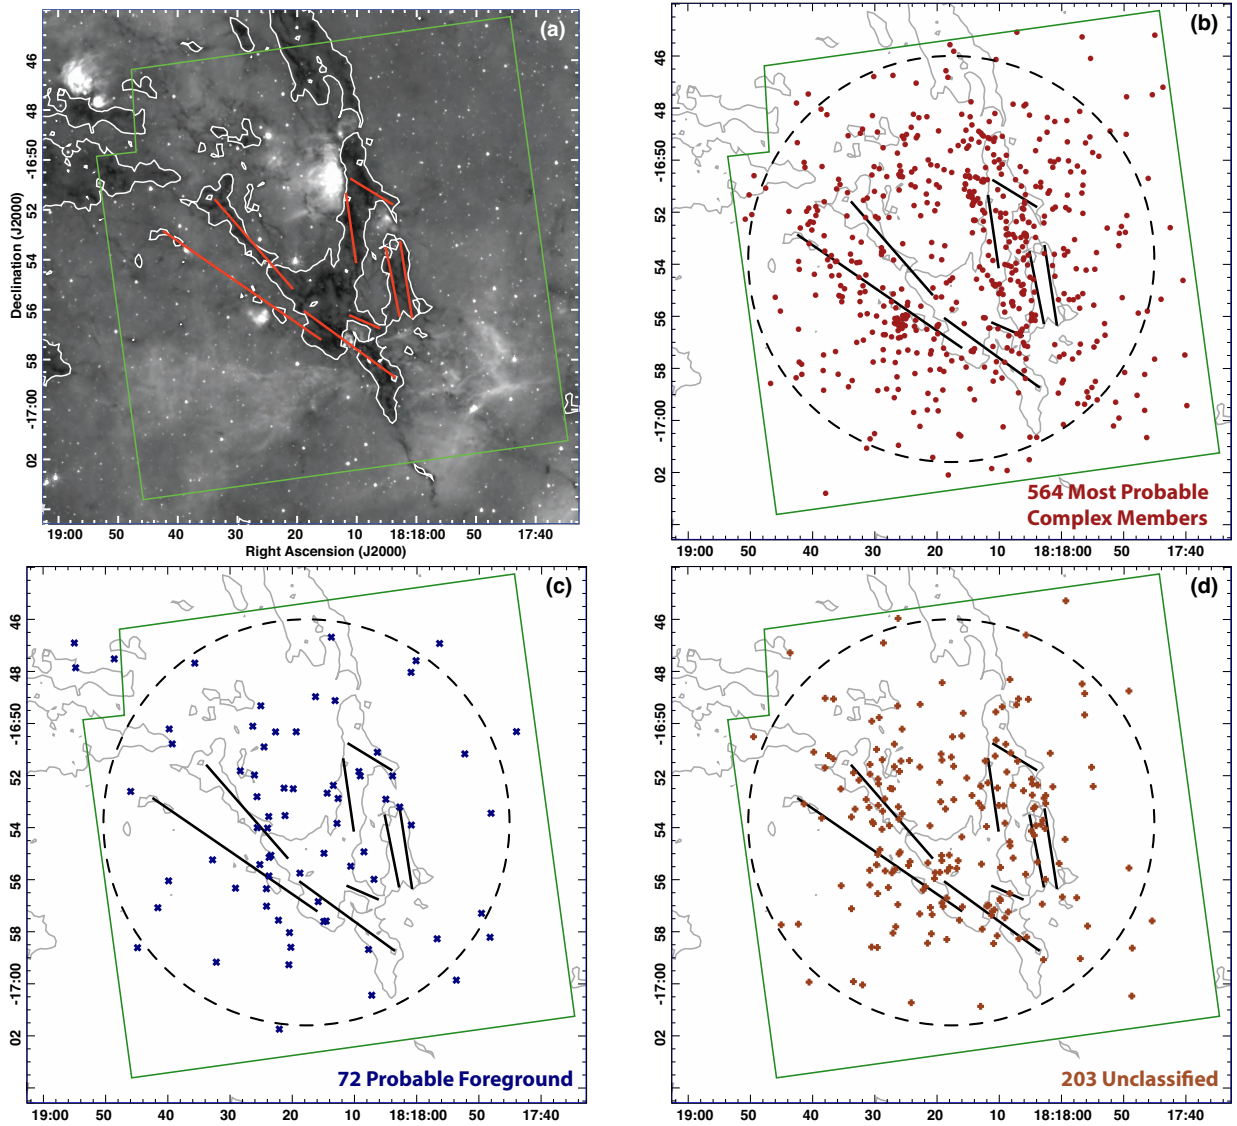 (a)
46
48
-16:50
52
54
56
58
-17:00
02
Declination (J2000)
19:00 50 40 30 20 10 18:18:00 50 17:40
Right Ascension (J2000)
(b)
46
48
-16:50
52
54
56
58
-17:00
02
564 Most Probable
Complex Members
19:00 50 40 30 20 10 18:18:00 50 17:40
(c)
46
48
-16:50
52
54
56
58
-17:00
02
72 Probable Foreground
19:00 50 40 30 20 10 18:18:00 50 17:40
(d)
46
48
-16:50
52
54
56
58
-17:00
02
203 Unclassified
19:00 50 40 30 20 10 18:18:00 50 17:40